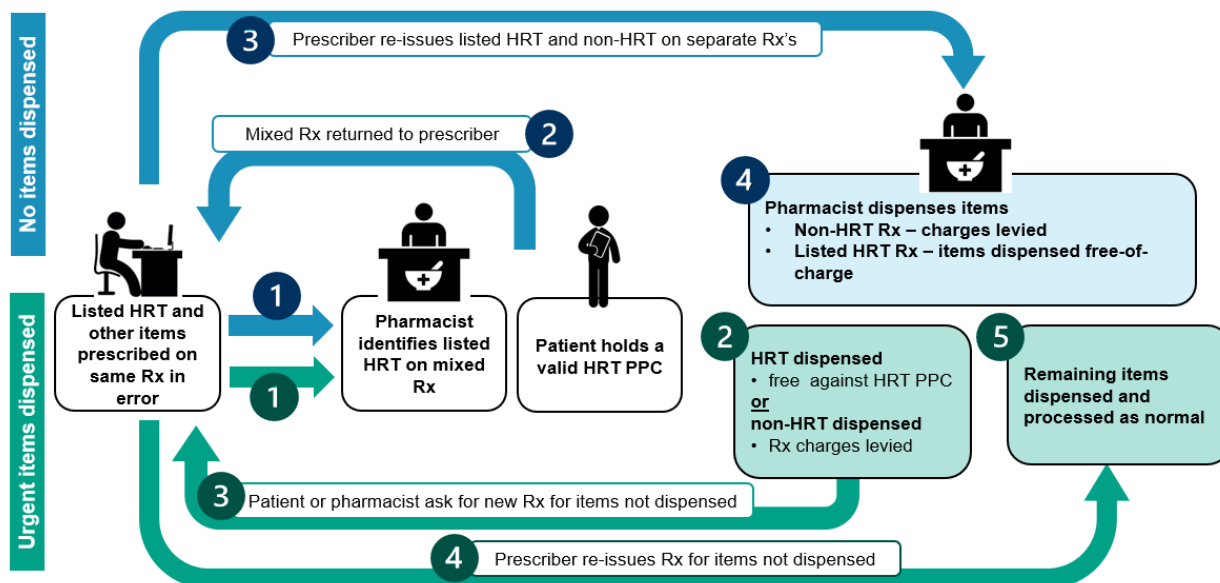 No items dispensed
3
Prescriber re-issues listed HRT and non-HRT on separate Rx's
Mixed Rx returned to prescriber
2
4
Pharmacist dispenses items
• Non-HRT Rx – charges levied
• Listed HRT Rx – items dispensed free-of-
charge
Urgent items dispensed
Listed HRT and
other items
prescribed on
same Rx in
error
1
1
Pharmacist
identifies listed
HRT on mixed
Rx
Patient holds a
valid HRT PPC
2
HRT dispensed
• free against HRT PPC
or
non-HRT dispensed
• Rx charges levied
5
Remaining items
dispensed and
processed as normal
3
Patient or pharmacist ask for new Rx for items not dispensed
4
Prescriber re-issues Rx for items not dispensed